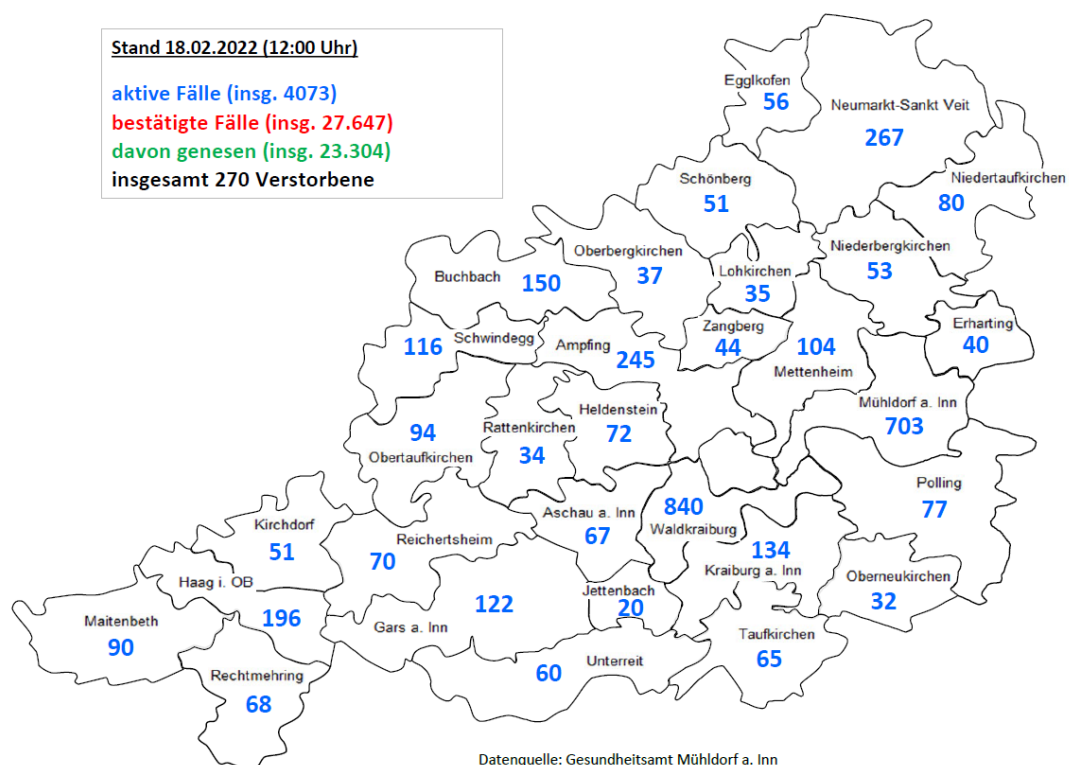 Stand 18.02.2022 (12:00 Uhr)
aktive Fälle (insg. 4073)
bestätigte Fälle (insg. 27.647)
davon genesen (insg. 23.304)
insgesamt 270 Verstorbene
Egglkofen
56
Neumarkt-Sankt Veit
267
Schönberg
51
Niedertaufkirchen
80
Oberbergkirchen
37
Niederbergkirchen
53
Buchbach
150
Lohkirchen
35
Schwindegg
116
Ampfing
245
Zangberg
44
104
Mettenheim
Erharting
40
Mühldorf a. Inn
703
94
Obertaufkirchen
Rattenkirchen
34
Heldenstein
72
Polling
77
Kirchdorf
51
Reichertsheim
70
Aschau a. Inn
67
840
Waldkraiburg
134
Kraiburg a. Inn
Oberneukirchen
32
Haag i. OB
196
Maitenbeth
90
Gars a. Inn
122
Jettenbach
20
Taufkirchen
65
Rechtmehring
68
Unterreit
60
Datenquelle: Gesundheitsamt Mühldorf a. Inn